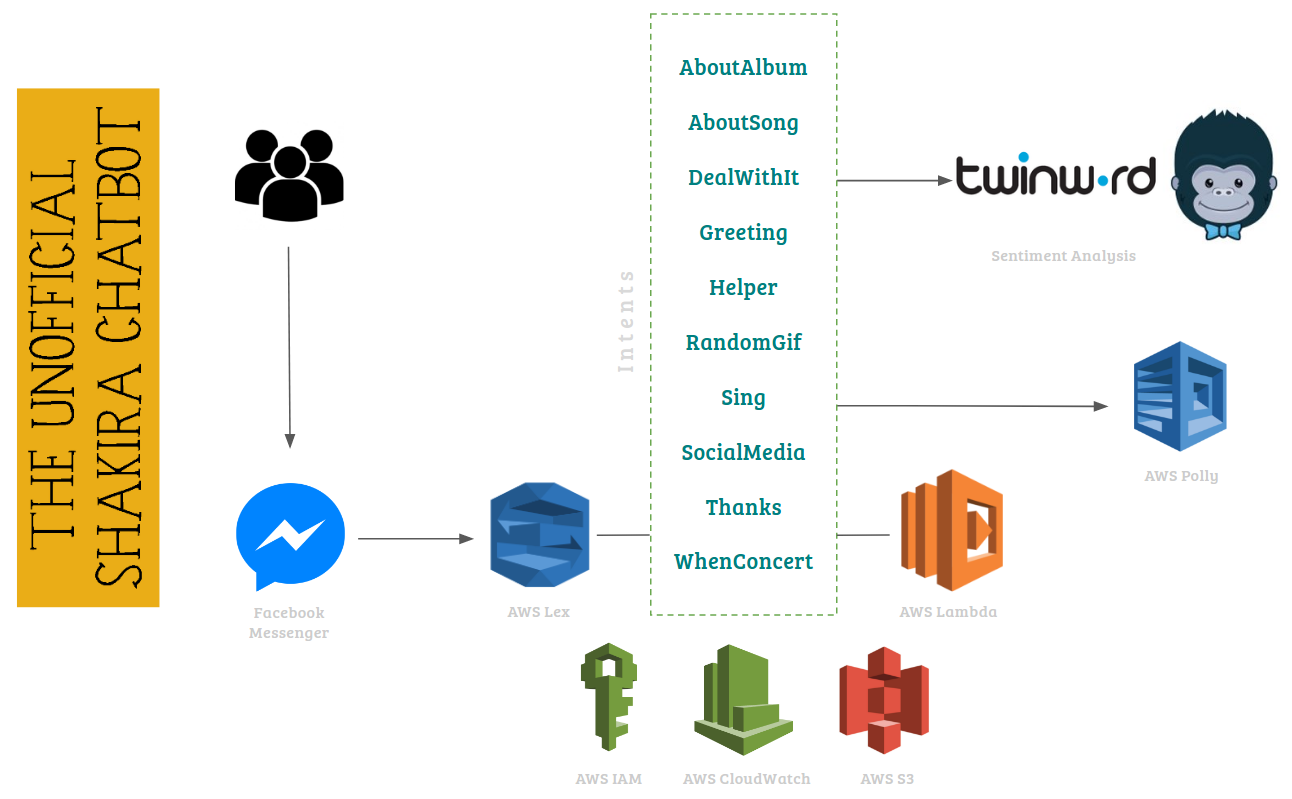 THE UNOFFICIAL
SHAKIRA CHATBOT
Facebook
Messenger
AWS Lex
Intents
AboutAlbum
AboutSong
DealWithIt
Greeting
Helper
RandomGif
Sing
SocialMedia
Thanks
WhenConcert
twinword
Sentiment Analysis
AWS Polly
AWS Lambda
AWS IAM
AWS CloudWatch
AWS S3